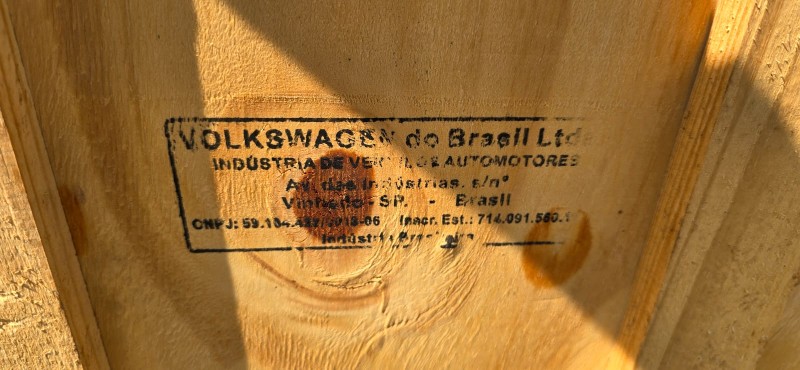 VOLKSWAGEN do Brasil Ltda
INDÚSTRIA DE VEÍCULOS AUTOMOTORES
Av. das Indústrias, s/nº
Vinhedo - SP. - Brasil
CNPJ: Inscr. Est.:
Indústria Brasileira